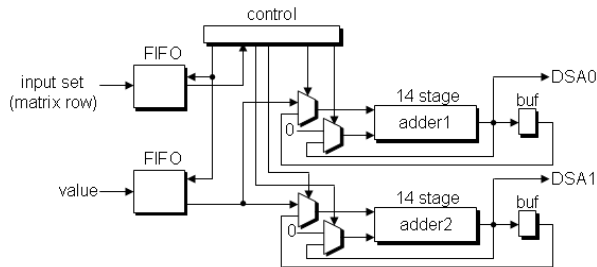 control
FIFO
input set
(matrix row)
DSA0
14 stage
buf
adder1
0
FIFO
value
DSA1
14 stage
buf
adder2
0